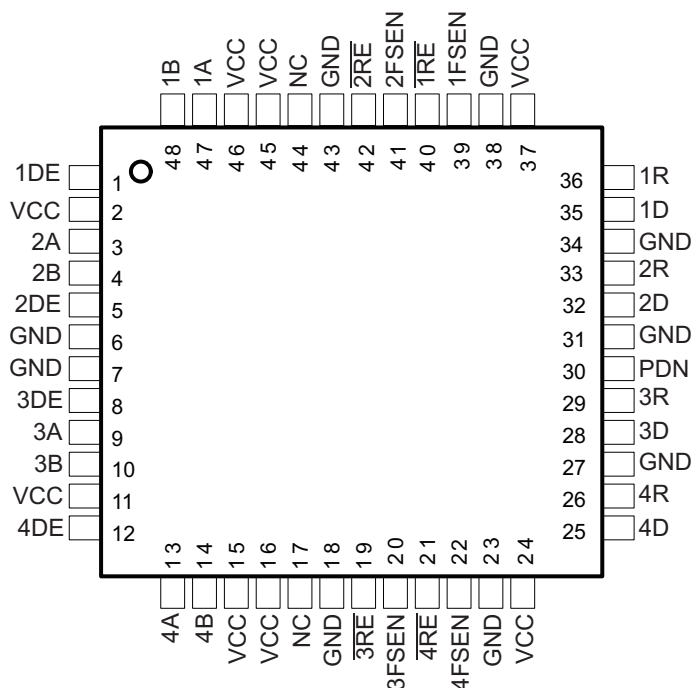 1B 1A VCC VCC NC GND 2RE 2FSEN 1RE 1FSEN GND VCC
48 47 46 45 44 43 42 41 40 39 38 37
1DE 1 36 1R
VCC 2 35 1D
2A 3 34 GND
2B 4 33 2R
2DE 5 32 2D
GND 6 31 GND
GND 7 30 PDN
3DE 8 29 3R
3A 9 28 3D
3B 10 27 GND
VCC 11 26 4R
4DE 12 25 4D
13 14 15 16 17 18 19 20 21 22 23 24
4A 4B VCC VCC NC GND 3RE 3FSEN 4RE 4FSEN GND VCC